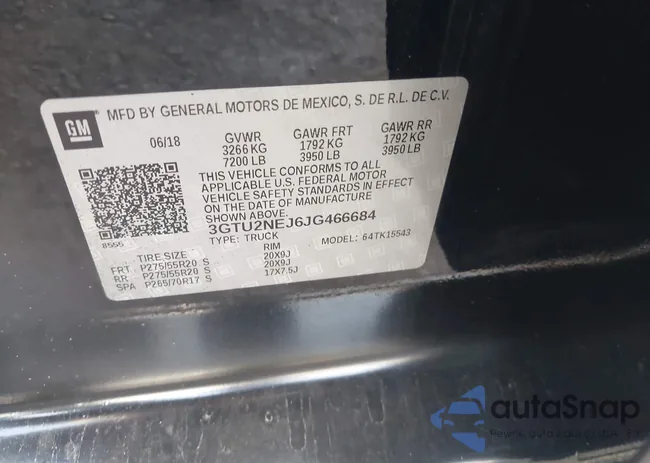 GM
MFD BY GENERAL MOTORS DE MEXICO, S. DE R.L. DE C.V.
06/18 GVWR GAWR FRT GAWR RR
3266 KG 1792 KG 1792 KG
7200 LB 3950 LB 3950 LB
THIS VEHICLE CONFORMS TO ALL
APPLICABLE U.S. FEDERAL MOTOR
VEHICLE SAFETY STANDARDS IN EFFECT
ON THE DATE OF MANUFACTURE SHOWN ABOVE.
3GTU2NEJ6JG466684
8555 TYPE: TRUCK MODEL: 64TK15543
TIRE SIZE RIM
FRT P275/55R20 S 20X9J
RR P275/55R20 S 20X9J
SPA P265/70R17 S 17X7.5J
autoSnap